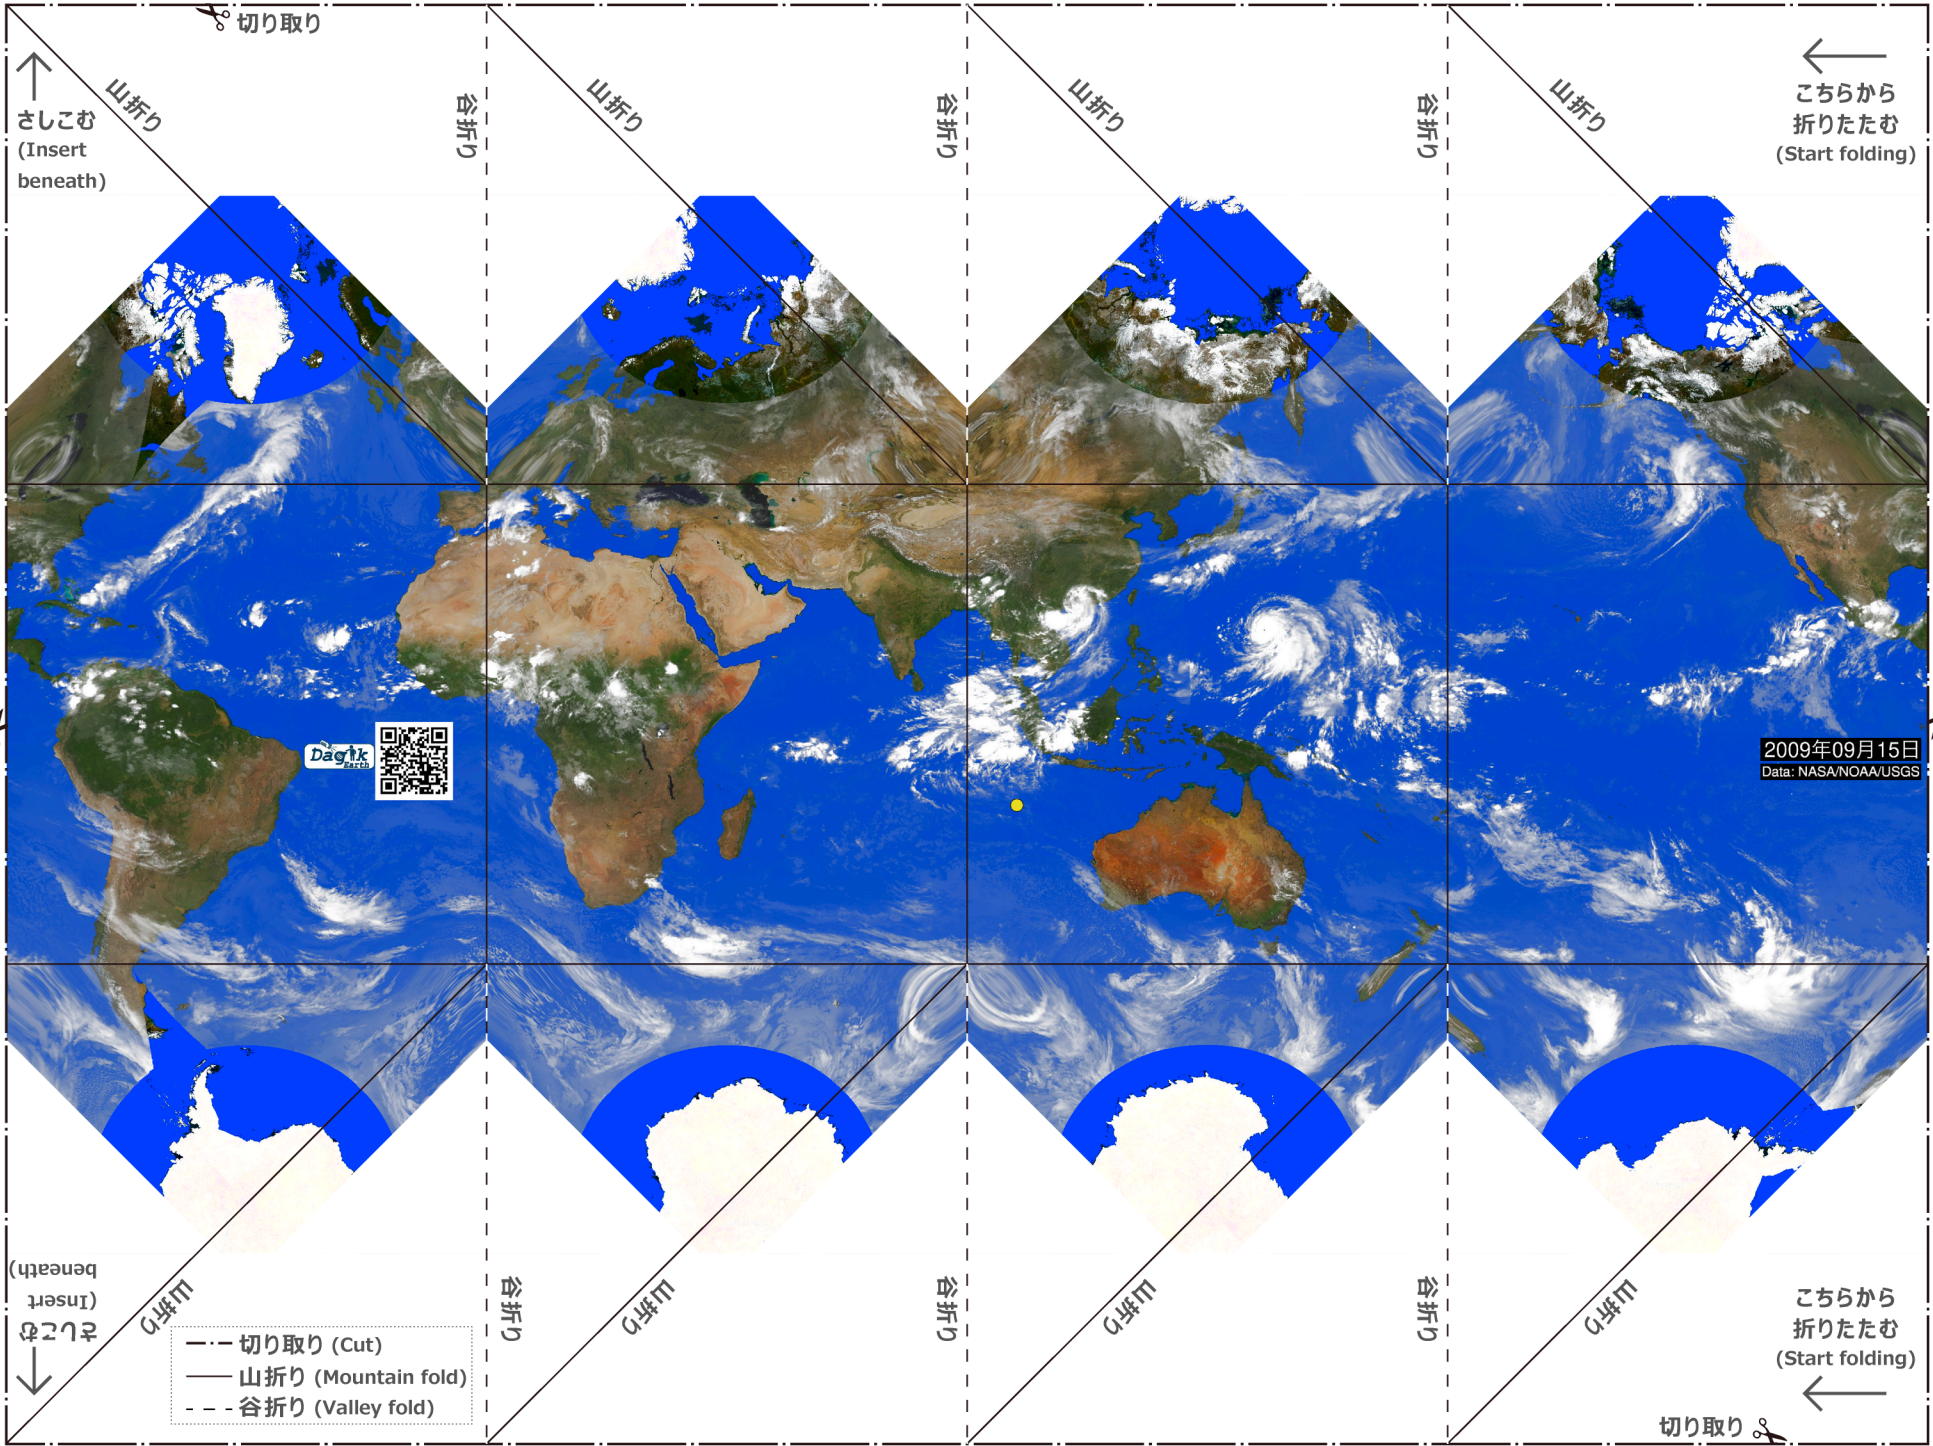 切り取り
さしこむ
(Insert
beneath)
山折り
谷折り
山折り
谷折り
山折り
谷折り
山折り
こちらから
折りたたむ
(Start folding)
Dagik
Earth
2009年09月15日
Data: NASA/NOAA/USGS
さしこむ
(Insert
beneath)
山折り
谷折り
山折り
谷折り
山折り
谷折り
山折り
こちらから
折りたたむ
(Start folding)
切り取り (Cut)
山折り (Mountain fold)
谷折り (Valley fold)
切り取り